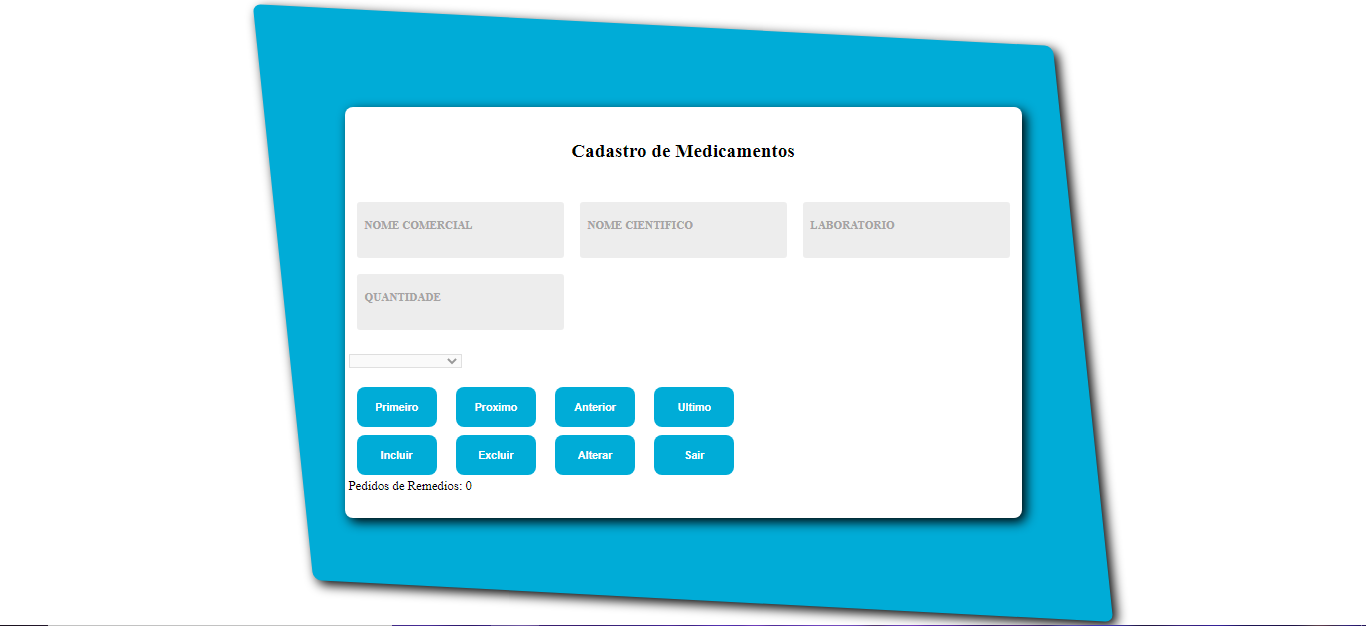 Cadastro de Medicamentos
NOME COMERCIAL NOME CIENTIFICO LABORATORIO
QUANTIDADE
Primeiro Proximo Anterior Ultimo
Incluir Excluir Alterar Sair
Pedidos de Remedios: 0